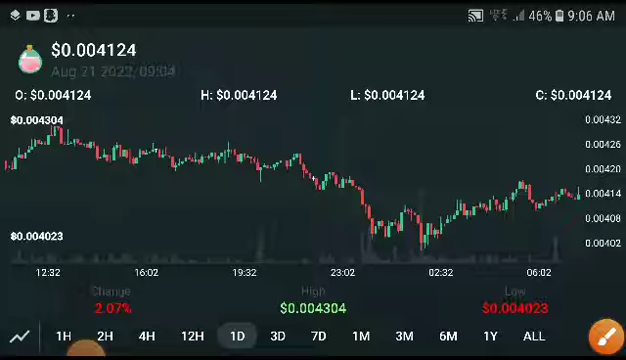 46% 9:06 AM
$0.004124
Aug 21 2022/09:04
O: $0.004124 H: $0.004124 L: $0.004124 C: $0.004124
$0.004304
0.00432
0.00426
0.00420
0.00414
0.00408
0.00402
$0.004023
12:32 16:02 19:32 23:02 02:32 06:02
Change High Low
2.07% $0.004304 $0.004023
1H 2H 4H 12H 1D 3D 7D 1M 3M 6M 1Y ALL